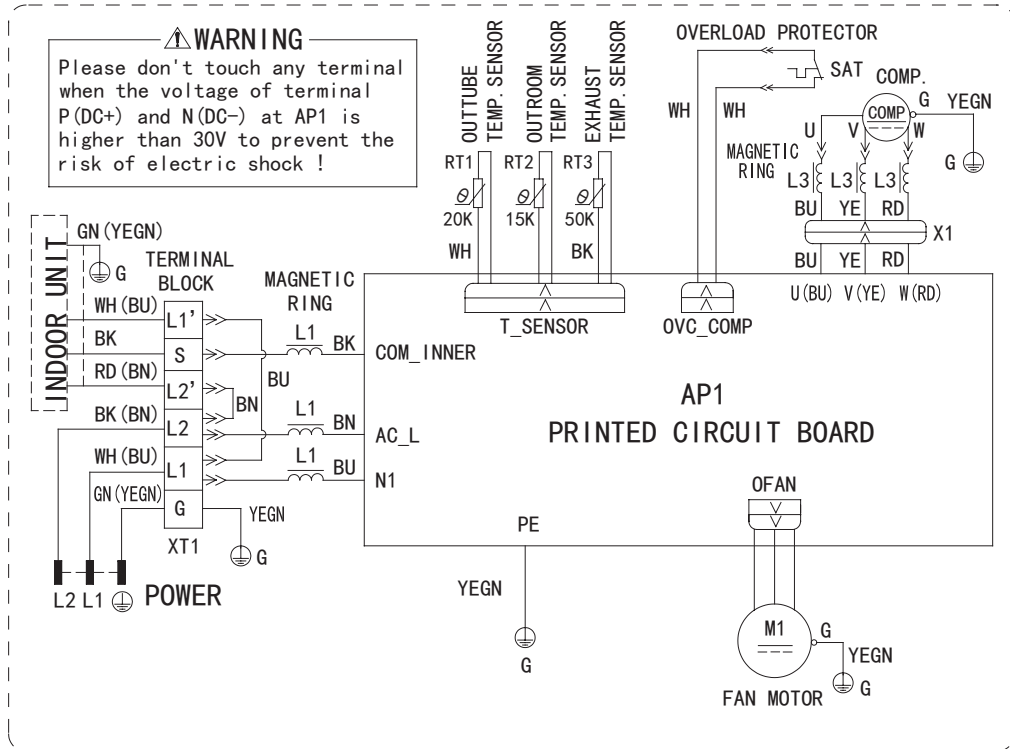 WARNING
Please don't touch any terminal
when the voltage of terminal
P(DC+) and N(DC-) at AP1 is
higher than 30V to prevent the
risk of electric shock !
OUTTUBE
TEMP. SENSOR
OUTROOM
TEMP. SENSOR
EXHAUST
TEMP. SENSOR
RT1
RT2
RT3
θ
θ
θ
20K
15K
50K
WH
BK
T_SENSOR
OVERLOAD PROTECTOR
SAT
WH
WH
OVC_COMP
COMP.
COMP
G
YEGN
G
U
V
W
MAGNETIC
RING
L3
L3
L3
BU
YE
RD
X1
BU
YE
RD
U(BU)
V(YE)
W(RD)
INDOOR UNIT
GN(YEGN)
G
TERMINAL
BLOCK
MAGNETIC
RING
WH(BU)
L1'
BK
S
L1
BK
COM_INNER
RD(BN)
L2'
BU
BN
BK(BN)
L2
L1
BN
AC_L
WH(BU)
L1
L1
BU
N1
GN(YEGN)
G
YEGN
G
XT1
L2
L1
POWER
AP1
PRINTED CIRCUIT BOARD
PE
YEGN
G
OFAN
M1
G
YEGN
G
FAN MOTOR